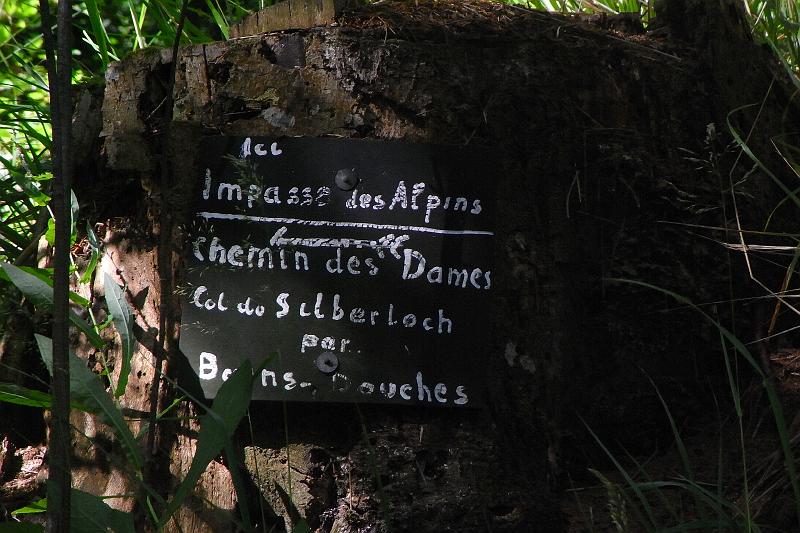 Impasse des Alpins
Chemin des Dames
Col du Silberloch
par.
Bains-Douches